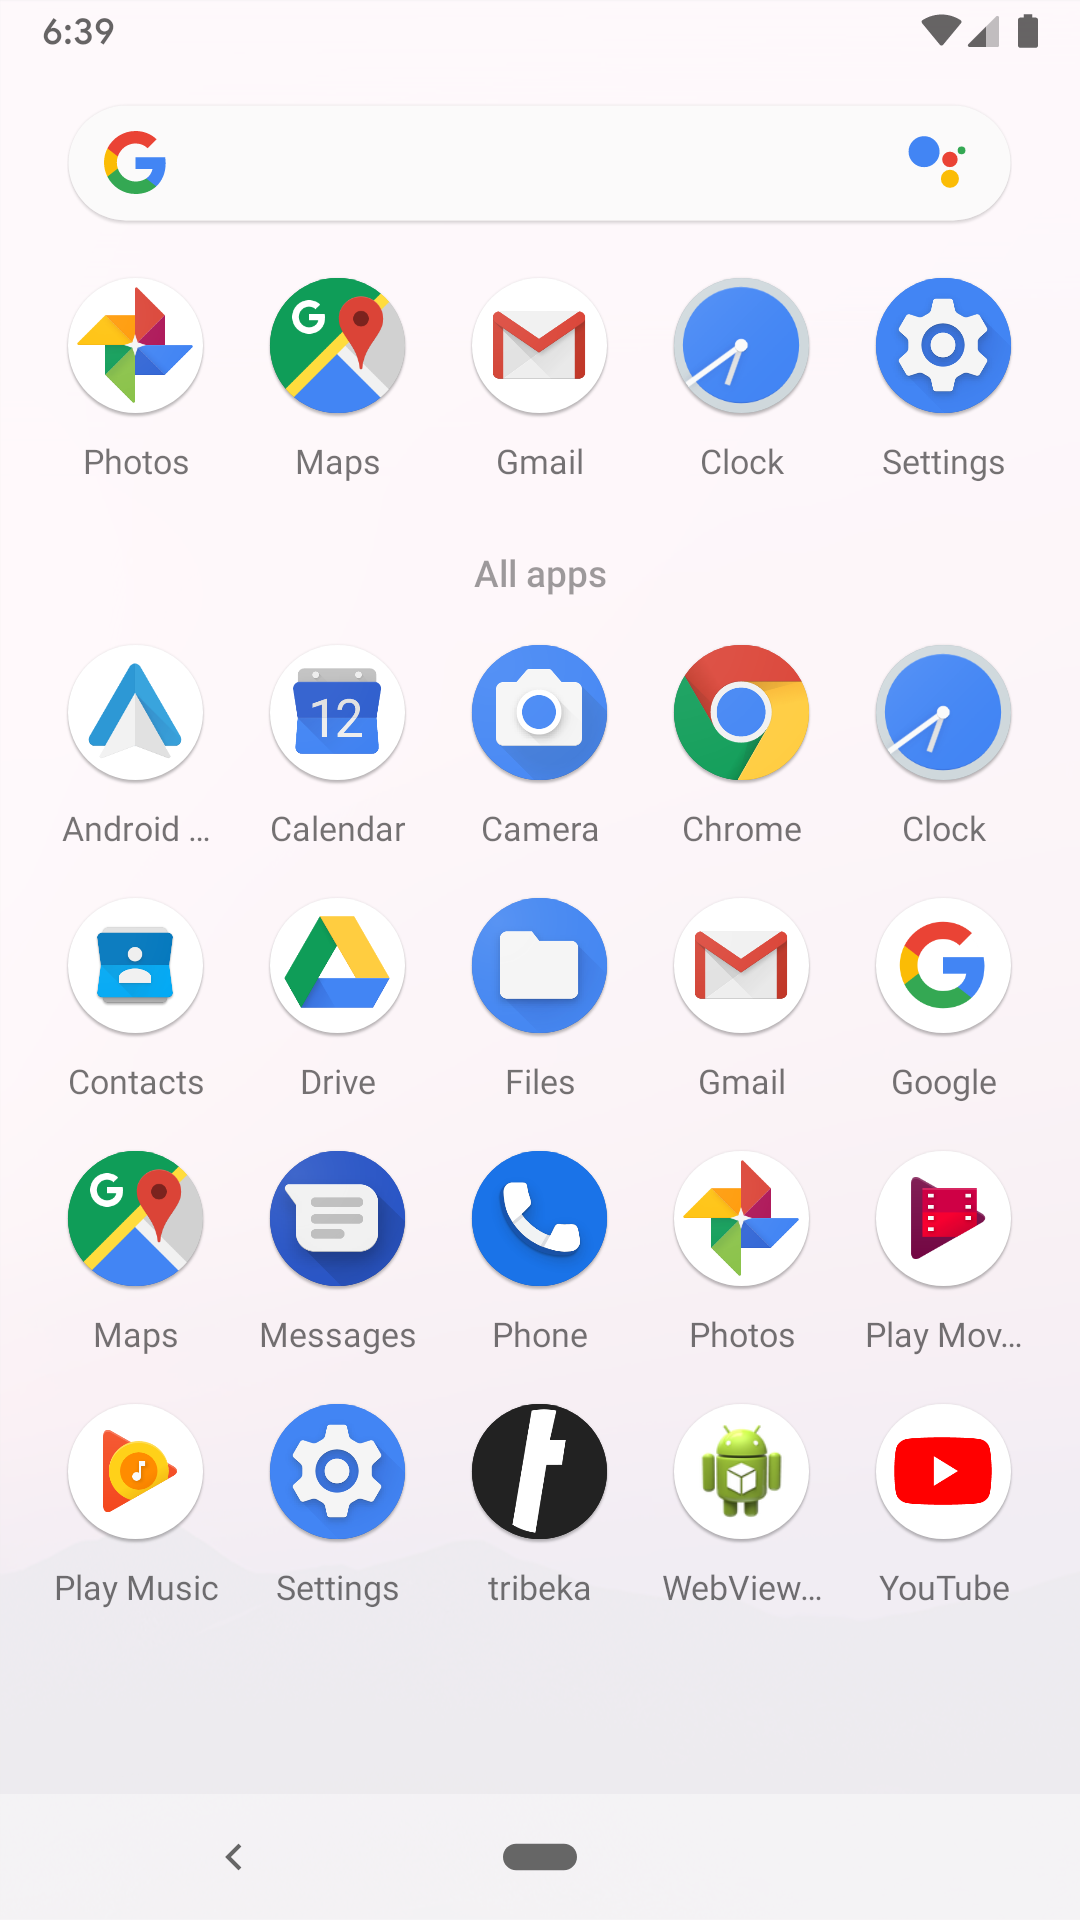 6:39
Photos Maps Gmail Clock Settings
All apps
12
Android ... Calendar Camera Chrome Clock
Contacts Drive Files Gmail Google
Maps Messages Phone Photos Play Mov...
Play Music Settings tribeka WebView... YouTube